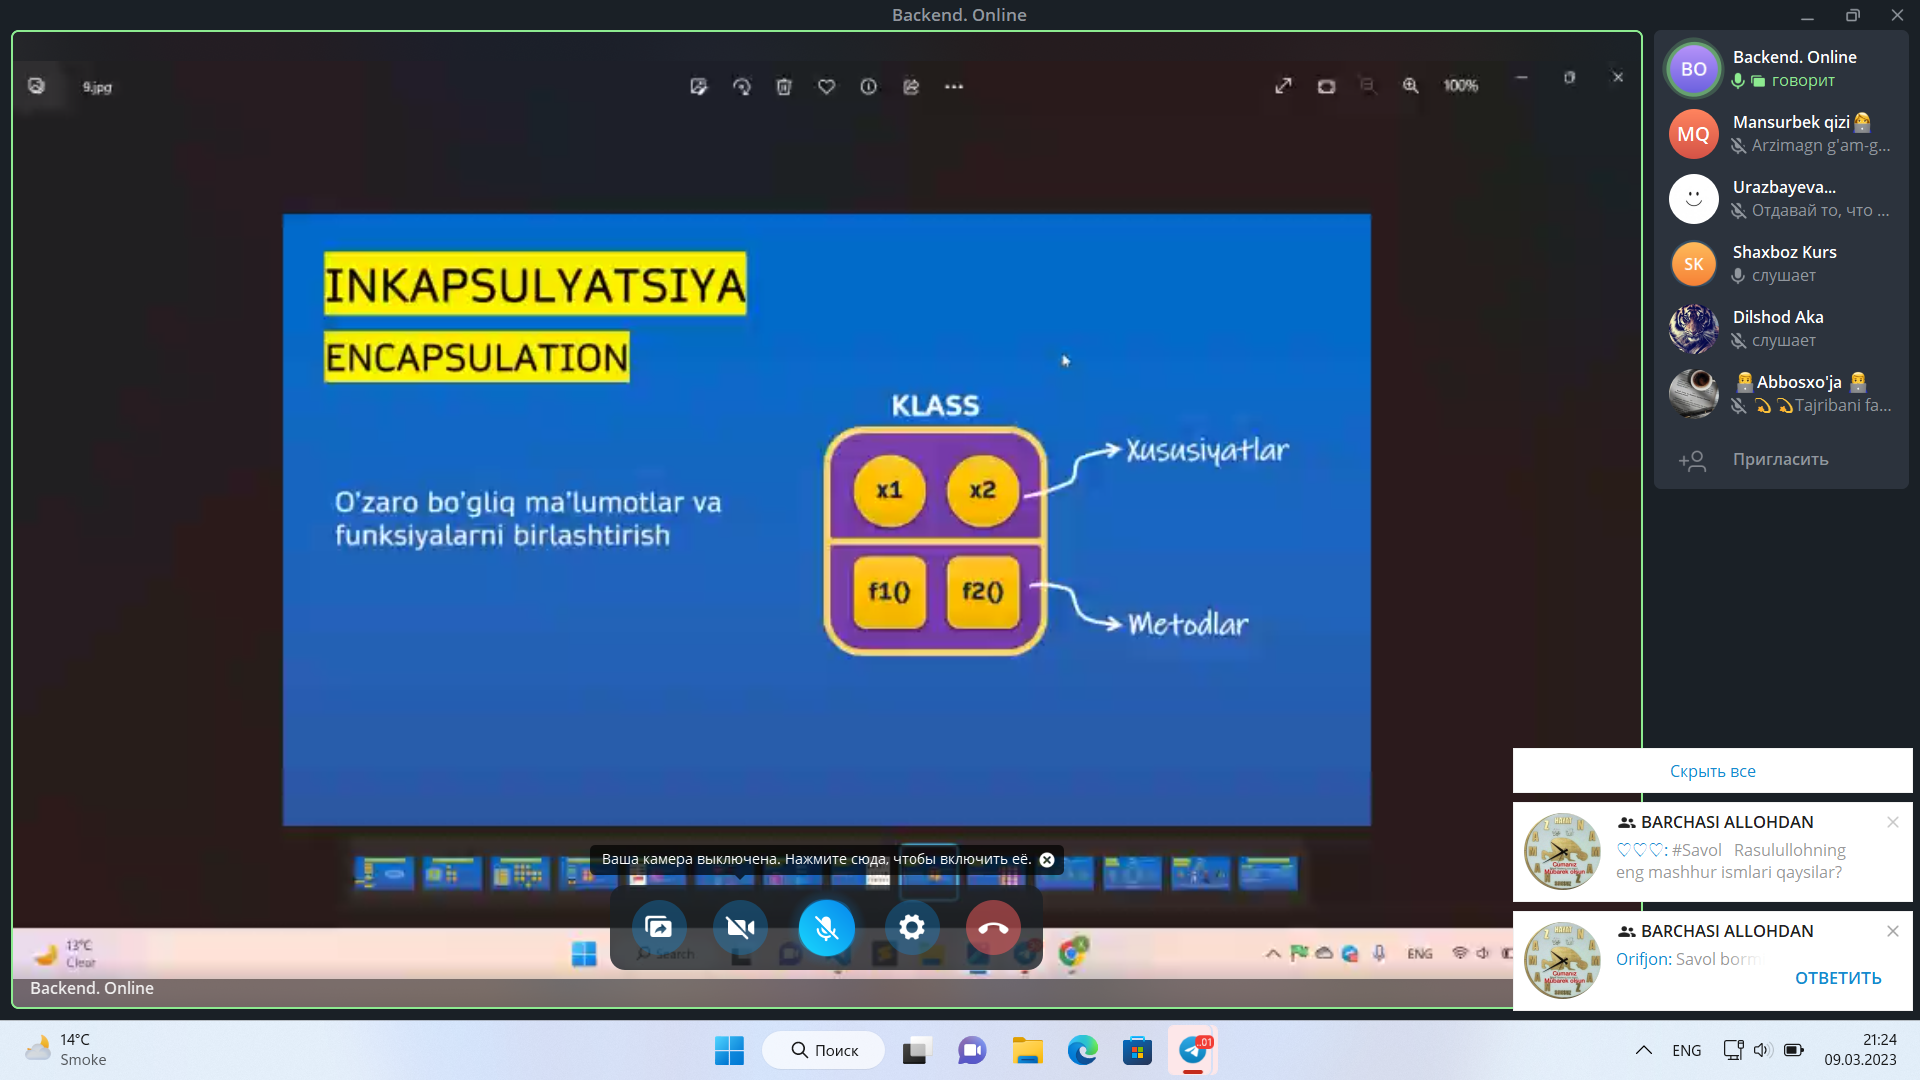 Backend. Online
9.jpg
100%
INKAPSULYATSIYA
ENCAPSULATION
O'zaro bo'gliq ma'lumotlar va
funksiyalarni birlashtirish
KLASS
x1
x2
f1()
f2()
Xususiyatlar
Metodlar
Ваша камера выключена. Нажмите сюда, чтобы включить её.
13°C
Clear
Search
ENG
Backend. Online
BO
Backend. Online
говорит
MQ
Mansurbek qizi
Arzimagn g'am-g...
Urazbayeva...
Отдавай то, что ...
SK
Shaxboz Kurs
слушает
Dilshod Aka
слушает
Abbosxo'ja
Tajribani fa...
Пригласить
Скрыть все
BARCHASI ALLOHDAN
♡♡♡: #Savol Rasulullohning
eng mashhur ismlari qaysilar?
BARCHASI ALLOHDAN
Orifjon: Savol borm
ОТВЕТИТЬ
14°C
Smoke
Поиск
..01
ENG
21:24
09.03.2023